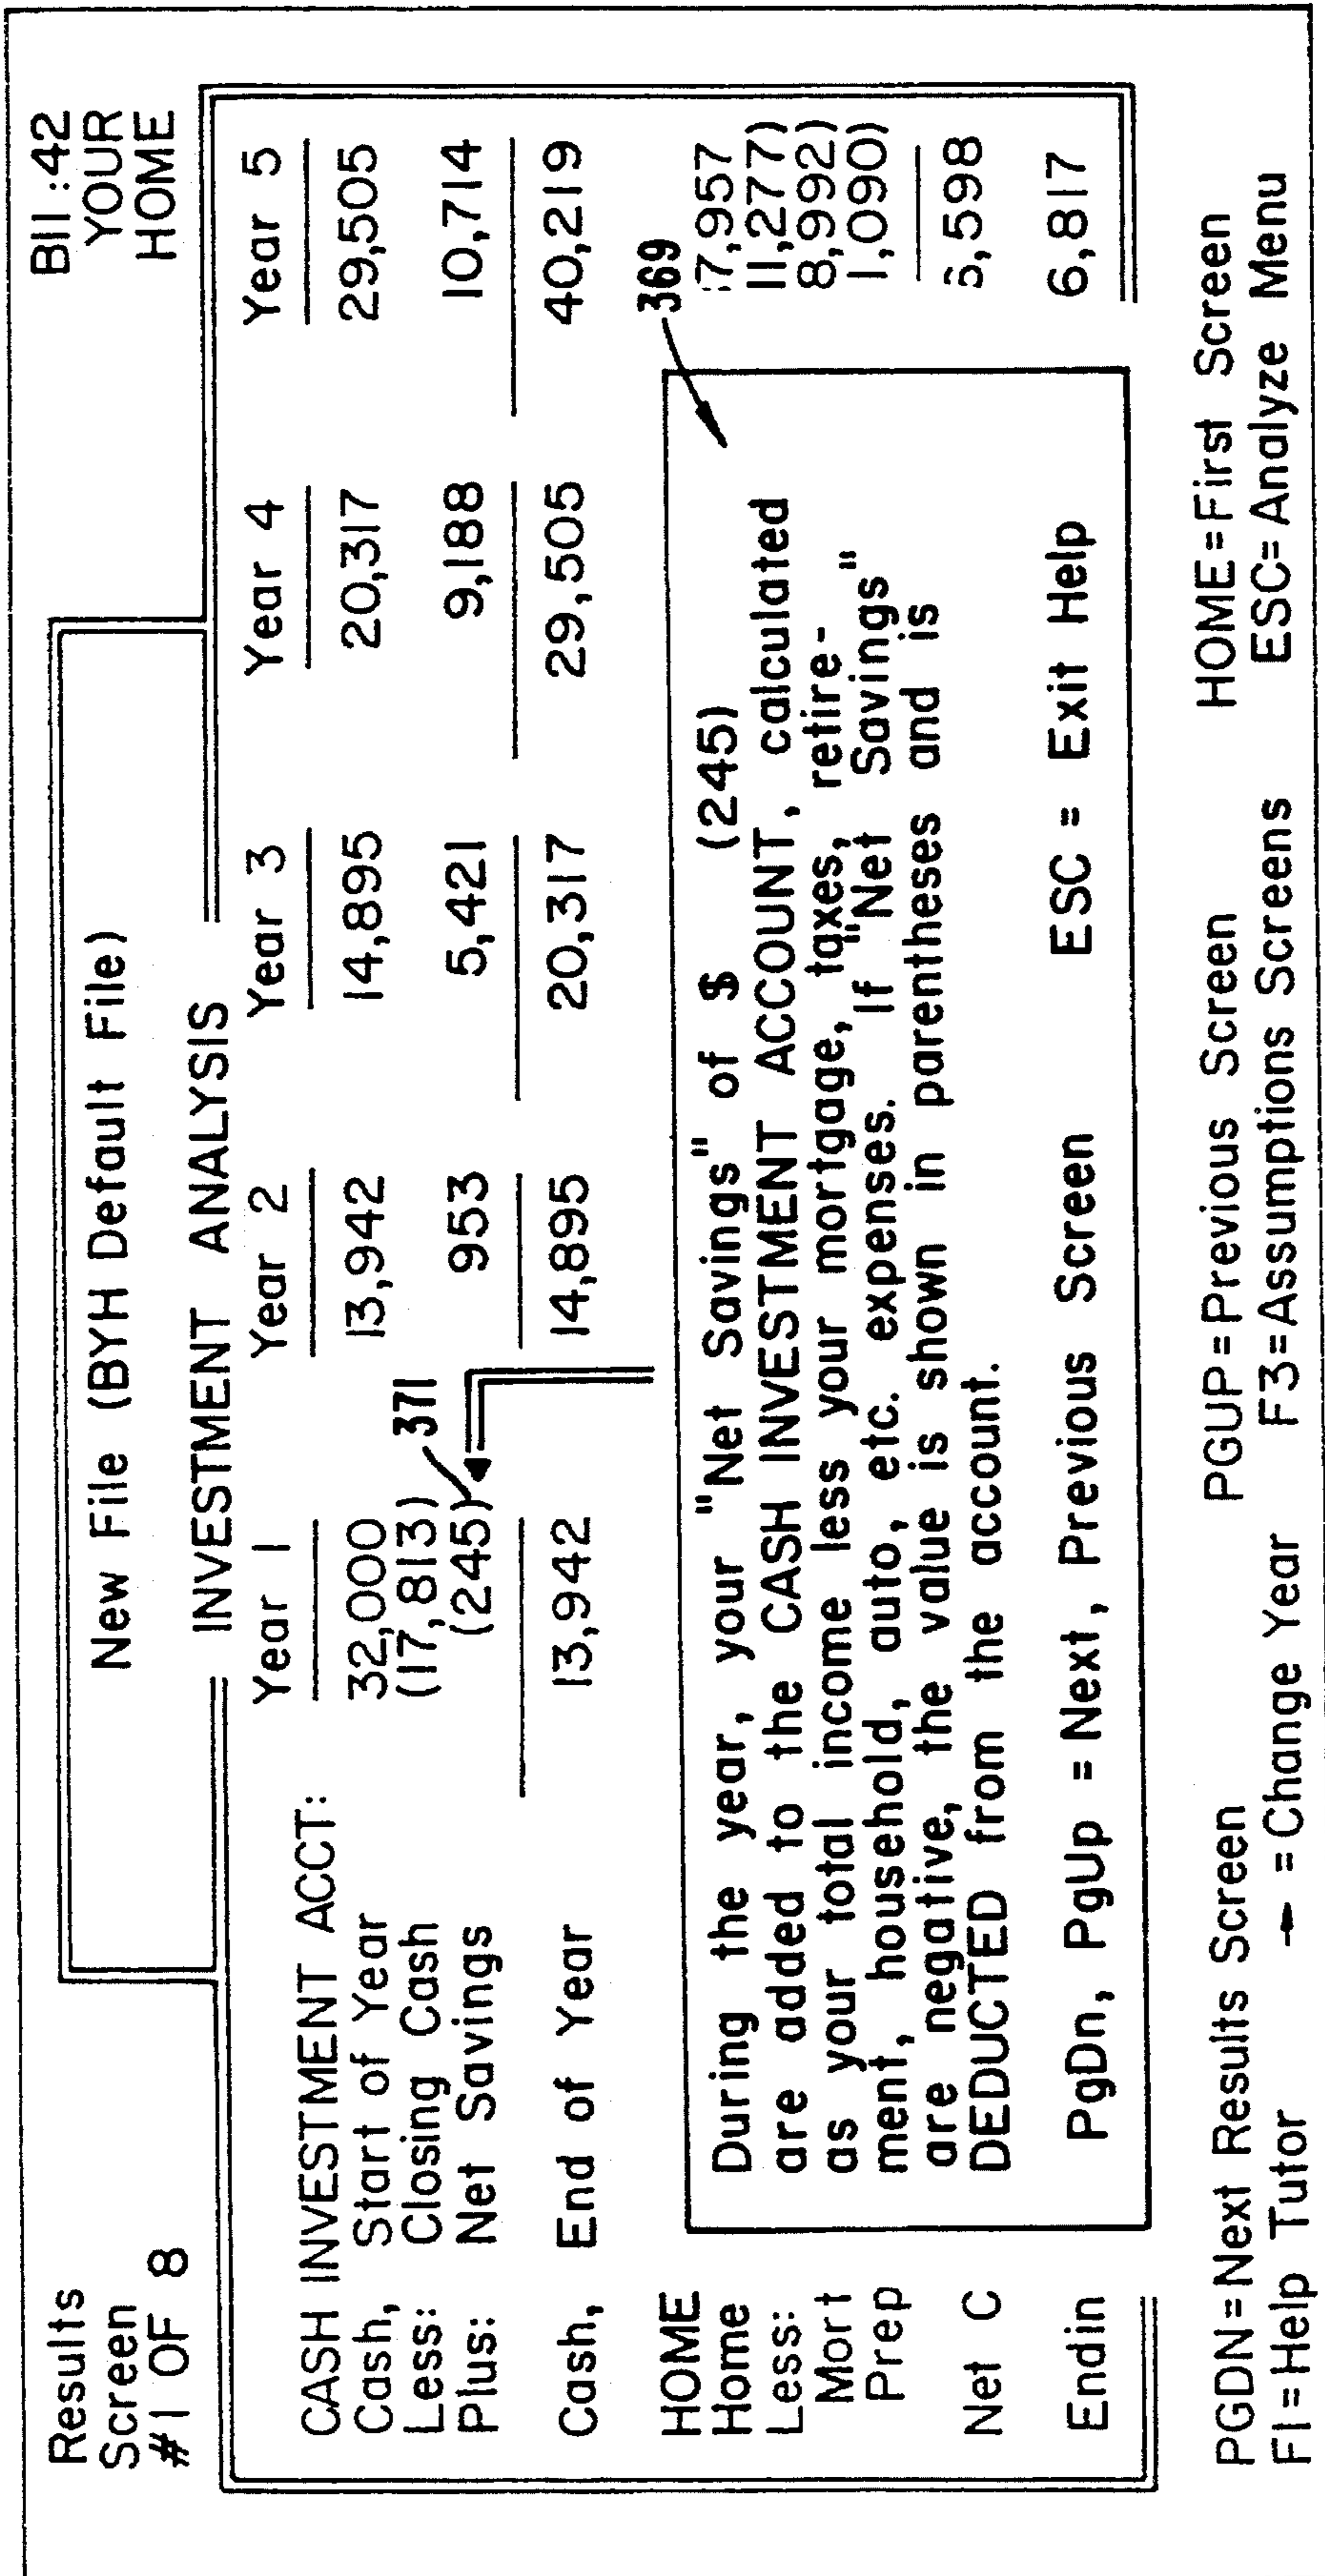 Results
Screen
#1 OF 8
New File (BYH Default File)
B11:42
YOUR
HOME
INVESTMENT ANALYSIS
Year 1 Year 2 Year 3 Year 4 Year 5
CASH INVESTMENT ACCT:
Cash, Start of Year 32,000 13,942 14,895 20,317 29,505
Less: Closing Cash (17,813)
371
Plus: Net Savings (245) 953 5,421 9,188 10,714
Cash, End of Year 13,942 14,895 20,317 29,505 40,219
369
HOME
Home 7,957
Less: 11,277)
Mort 8,992)
Prep 1,090)
Net C 5,598
Endin 6,817
During the year, your "Net Savings" of $ (245)
are added to the CASH INVESTMENT ACCOUNT, calculated
as your total income less your mortgage, taxes, retire-
ment, household, auto, etc. expenses. If "Net Savings"
are negative, the value is shown in parentheses and is
DEDUCTED from the account.
PgDn, PgUp = Next, Previous Screen ESC = Exit Help
PGDN=Next Results Screen PGUP=Previous Screen HOME=First Screen
F1=Help Tutor → =Change Year F3=Assumptions Screens ESC=Analyze Menu